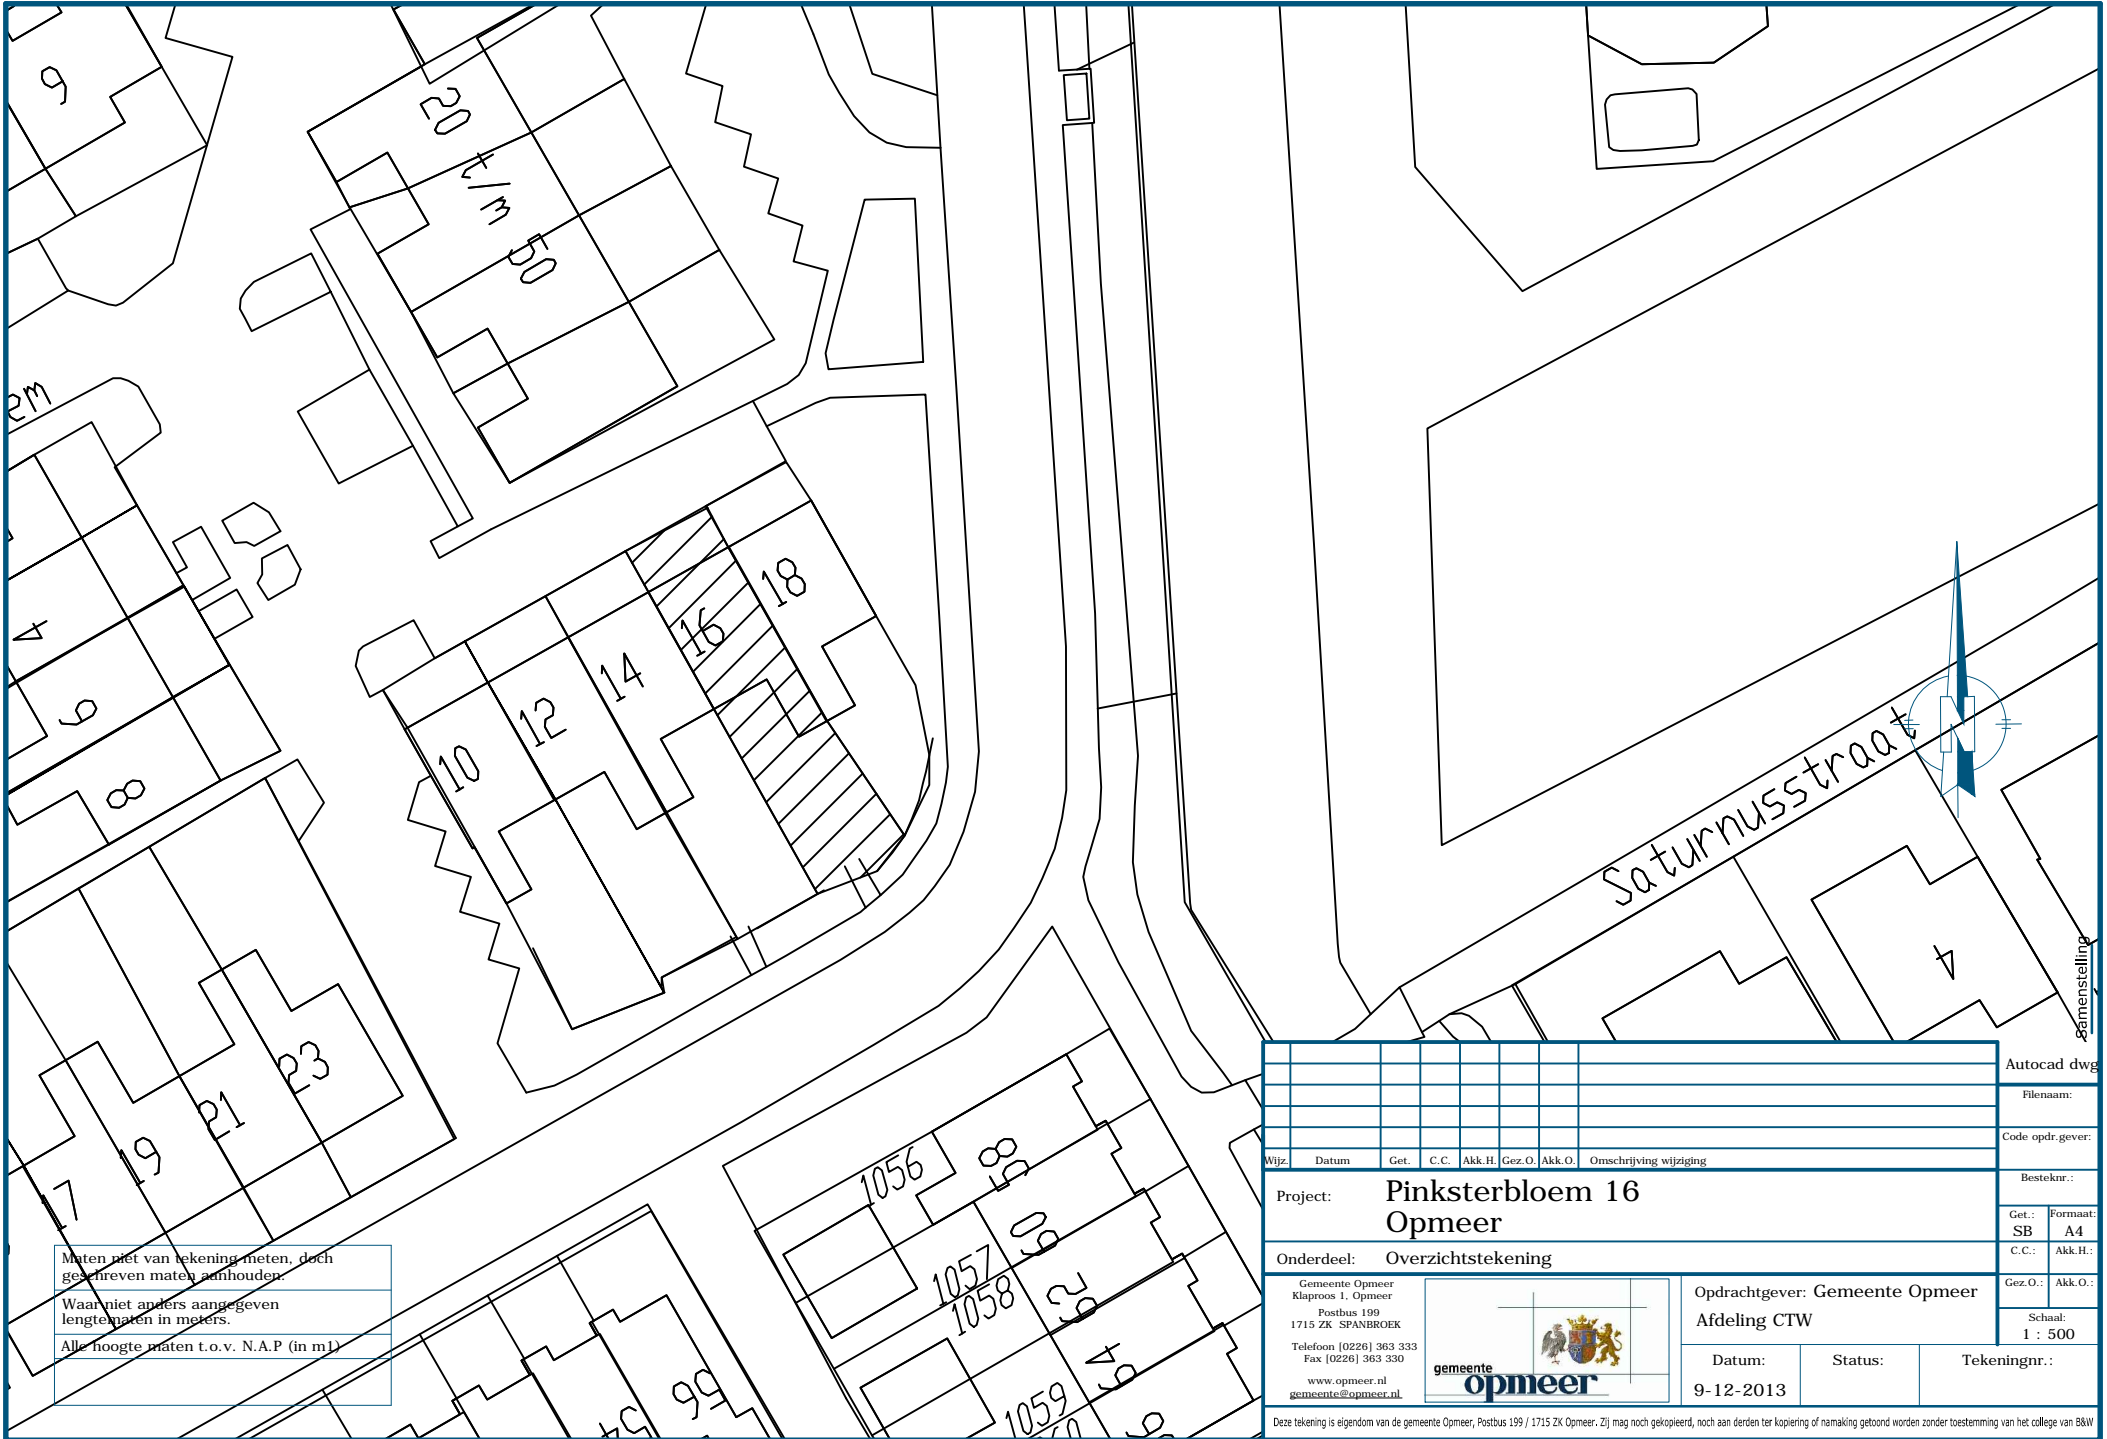 9
20
t/m
50
em
4
6
8
10
12
14
16
18
17
19
21
23
Saturnusstraat
4
1056
58
1057
60
1058
62
1059
64
54
56
Maten niet van tekening meten, doch
geschreven maten aanhouden.
Waar niet anders aangegeven
lengtematen in meters.
Alle hoogte maten t.o.v. N.A.P (in m1)
Samenstelling
Autocad dwg
Filenaam:
Code opdr.gever:
Besteknr.:
Get.: Formaat:
SB A4
C.C.: Akk.H.:
Gez.O.: Akk.O.:
Schaal:
1 : 500
Wijz. Datum Get. C.C. Akk.H. Gez.O. Akk.O. Omschrijving wijziging
Project: Pinksterbloem 16
Opmeer
Onderdeel: Overzichtstekening
Gemeente Opmeer
Klaproos 1, Opmeer
Postbus 199
1715 ZK SPANBROEK
Telefoon [0226] 363 333
Fax [0226] 363 330
www.opmeer.nl
gemeente@opmeer.nl
gemeente
opmeer
Opdrachtgever: Gemeente Opmeer
Afdeling CTW
Datum: Status: Tekeningnr.:
9-12-2013
Deze tekening is eigendom van de gemeente Opmeer, Postbus 199 / 1715 ZK Opmeer. Zij mag noch gekopieerd, noch aan derden ter kopiering of namaking getoond worden zonder toestemming van het college van B&W